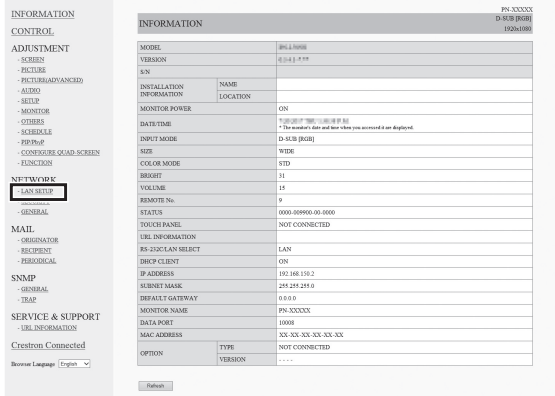 INFORMATION
CONTROL
ADJUSTMENT
- SCREEN
- PICTURE
- PICTURE(ADVANCED)
- AUDIO
- SETUP
- MONITOR
- OTHERS
- SCHEDULE
- PIP/PbyP
- CONFIGURE QUAD-SCREEN
- FUNCTION
NETWORK
- LAN SETUP
- GENERAL
MAIL
- ORIGINATOR
- RECIPIENT
- PERIODICAL
SNMP
- GENERAL
- TRAP
SERVICE & SUPPORT
- URL INFORMATION
Crestron Connected
Browser Language English
PN-XXXXX
INFORMATION D-SUB [RGB]
1920x1080
MODEL
VERSION
S/N
INSTALLATION INFORMATION NAME
LOCATION
MONITOR POWER ON
DATE/TIME
* The monitor's date and time when you accessed it are displayed.
INPUT MODE D-SUB [RGB]
SIZE WIDE
COLOR MODE STD
BRIGHT 31
VOLUME 15
REMOTE No. 9
STATUS 0000-009900-00-0000
TOUCH PANEL NOT CONNECTED
URL INFORMATION
RS-232C/LAN SELECT LAN
DHCP CLIENT ON
IP ADDRESS 192.168.150.2
SUBNET MASK 255.255.255.0
DEFAULT GATEWAY 0.0.0.0
MONITOR NAME PN-XXXXX
DATA PORT 10008
MAC ADDRESS XX-XX-XX-XX-XX-XX
OPTION TYPE NOT CONNECTED
VERSION - - - -
Refresh